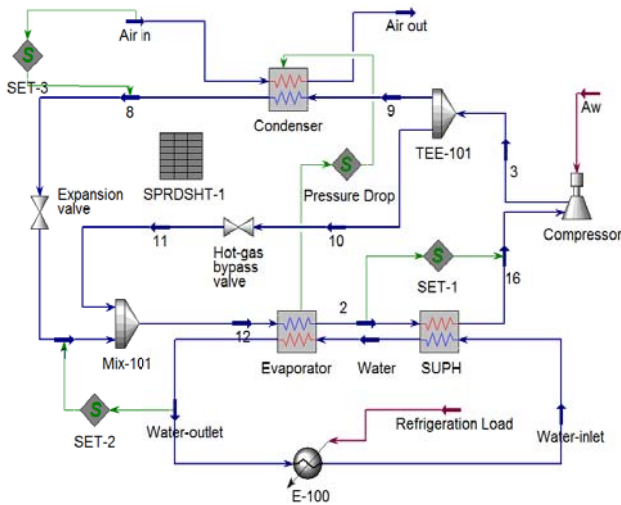 Air in
Air out
S
SET-3
8
Condenser
9
TEE-101
Aw
3
SPRDSHT-1
S
Pressure Drop
Expansion
valve
Compressor
11
Hot-gas
bypass
valve
10
S
SET-1
16
2
12
Mix-101
Evaporator
Water
SUPH
S
SET-2
Water-outlet
Refrigeration Load
Water-inlet
E-100